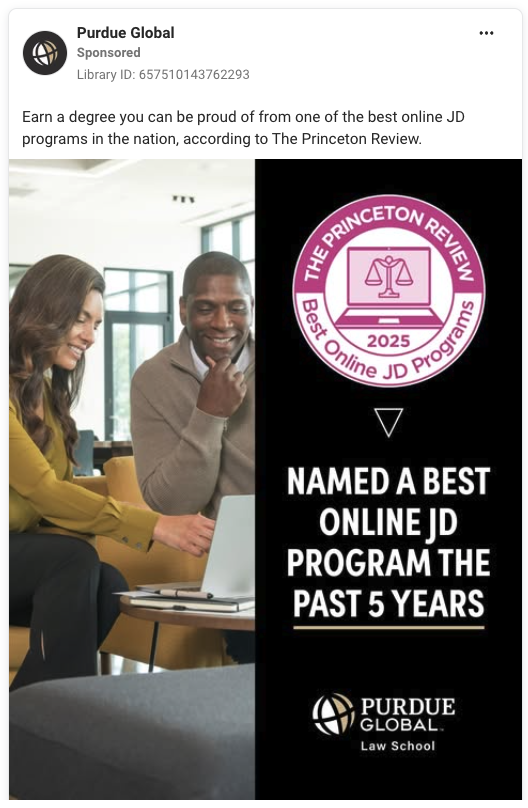 Purdue Global
Sponsored
Library ID: 657510143762293
Earn a degree you can be proud of from one of the best online JD
programs in the nation, according to The Princeton Review.
THE PRINCETON REVIEW
2025
Best Online JD Programs
NAMED A BEST
ONLINE JD
PROGRAM THE
PAST 5 YEARS
PURDUE
GLOBAL
Law School